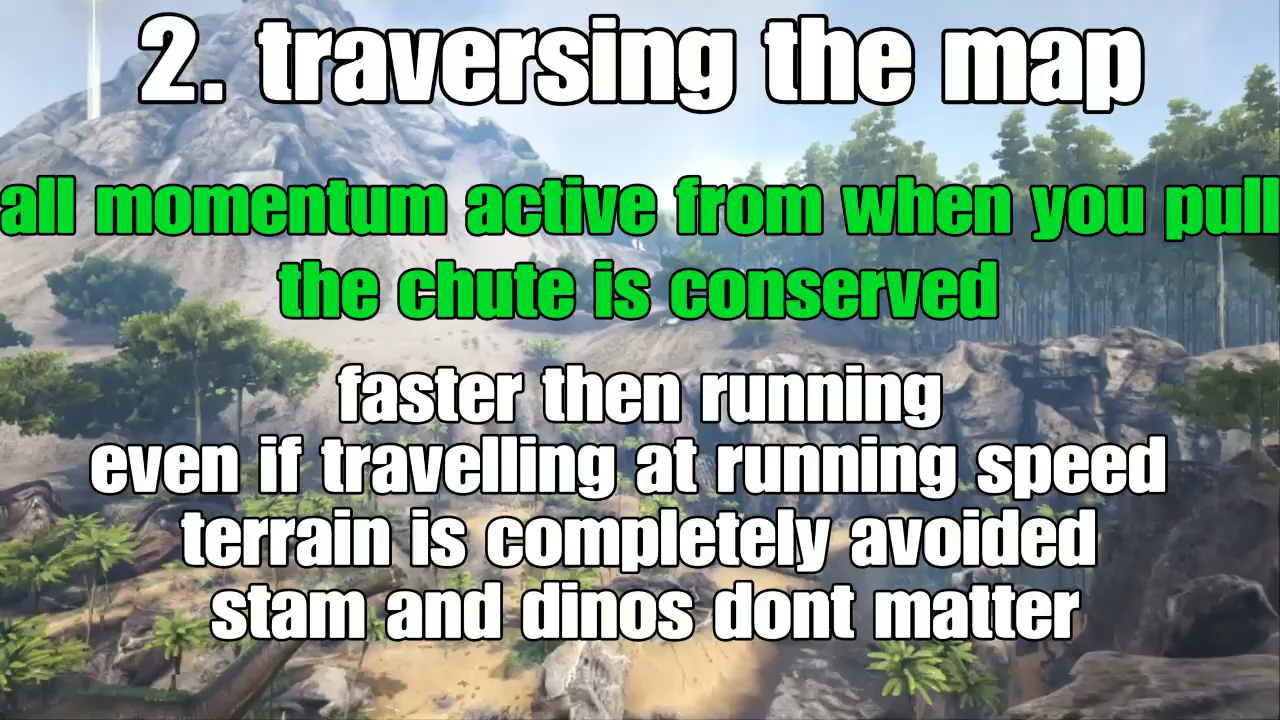 2. traversing the map
all momentum active from when you pull
the chute is conserved
faster then running
even if travelling at running speed
terrain is completely avoided
stam and dinos dont matter